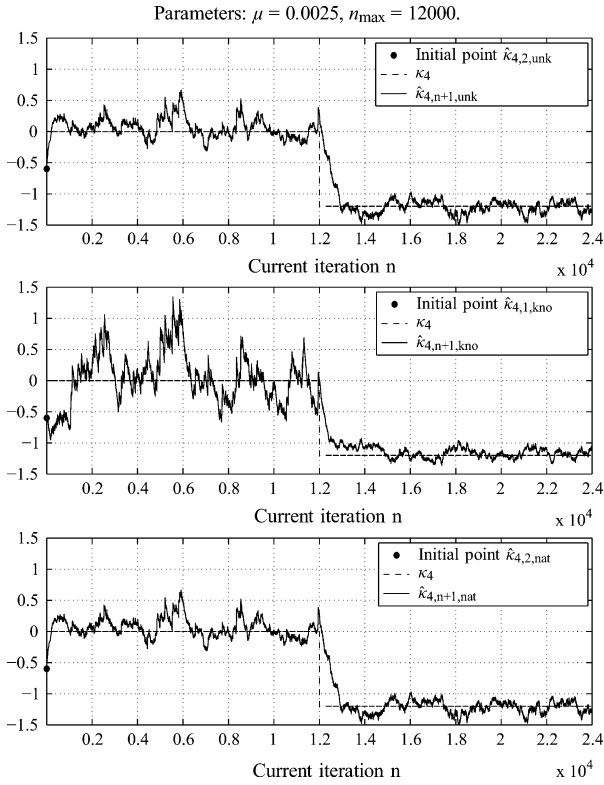 Parameters: μ = 0.0025, n_max = 12000.
1.5
1
0.5
0
−0.5
−1
−1.5
Initial point κ̂_4,2,unk
κ_4
κ̂_4,n+1,unk
0.2 0.4 0.6 0.8 1 1.2 1.4 1.6 1.8 2 2.2 2.4
Current iteration n
x 10^4
1.5
1
0.5
0
−0.5
−1
−1.5
Initial point κ̂_4,1,kno
κ_4
κ̂_4,n+1,kno
0.2 0.4 0.6 0.8 1 1.2 1.4 1.6 1.8 2 2.2 2.4
Current iteration n
x 10^4
1.5
1
0.5
0
−0.5
−1
−1.5
Initial point κ̂_4,2,nat
κ_4
κ̂_4,n+1,nat
0.2 0.4 0.6 0.8 1 1.2 1.4 1.6 1.8 2 2.2 2.4
Current iteration n
x 10^4